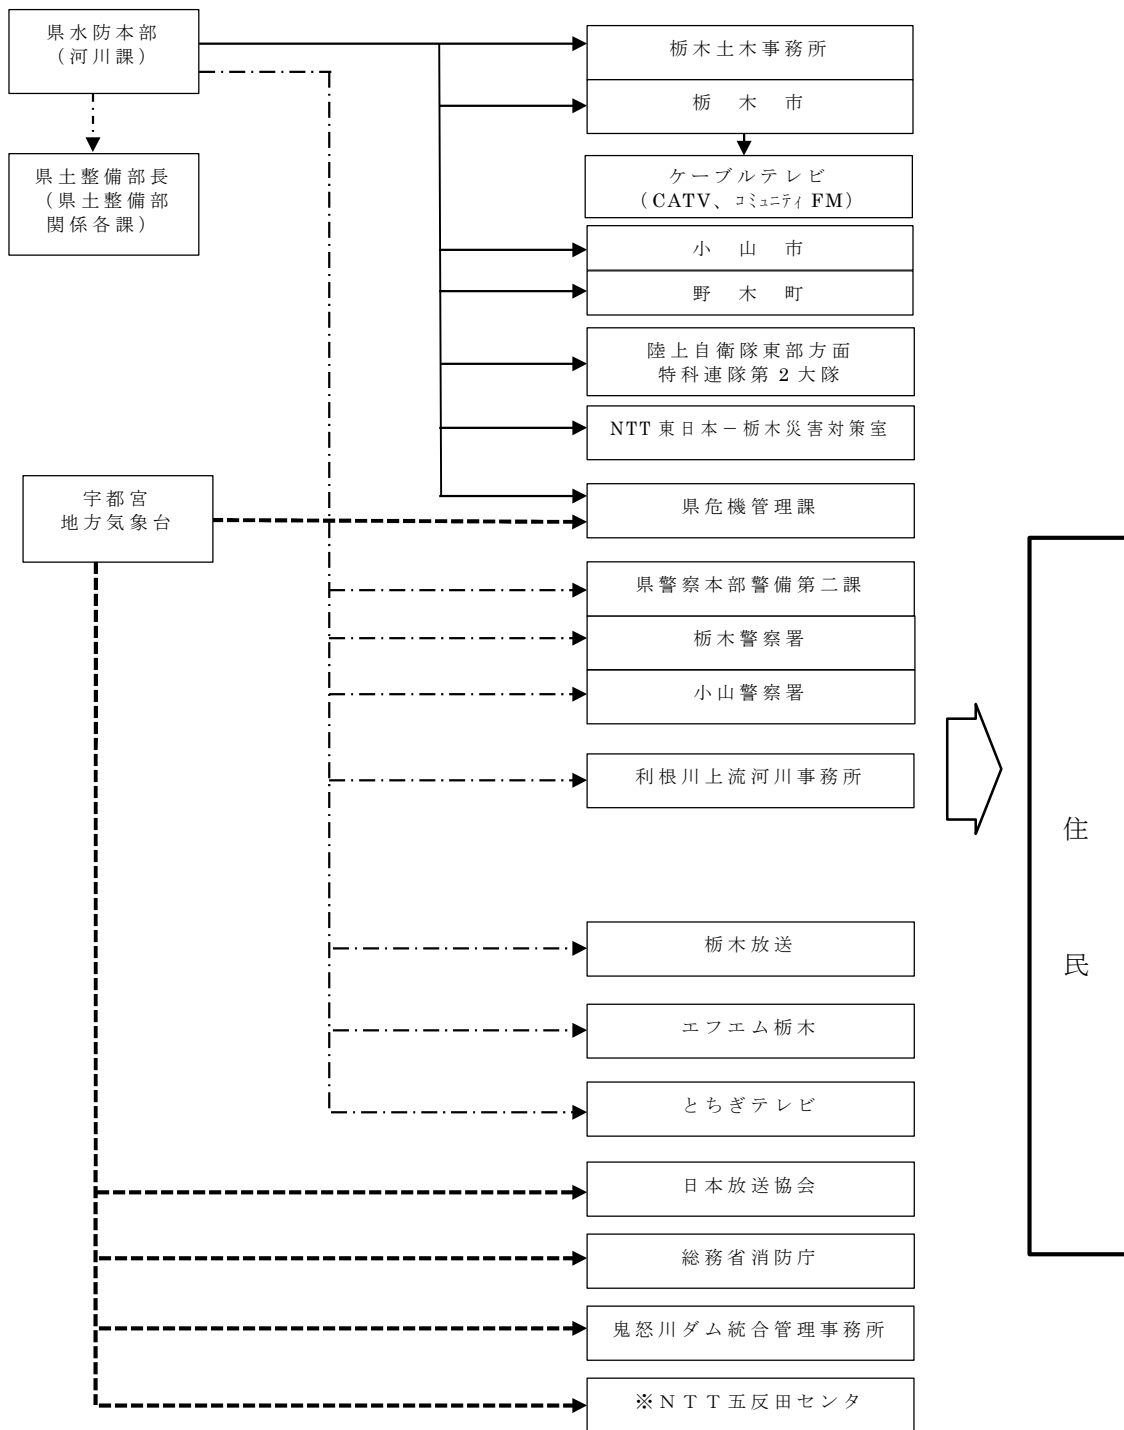 県水防本部
（河川課）
県土整備部長
（県土整備部
関係各課）
栃木土木事務所
栃木市
ケーブルテレビ
（CATV、コミュニティFM）
小山市
野木町
陸上自衛隊東部方面
特科連隊第2大隊
NTT東日本－栃木災害対策室
宇都宮
地方気象台
県危機管理課
県警察本部警備第二課
栃木警察署
小山警察署
利根川上流河川事務所
栃木放送
エフエム栃木
とちぎテレビ
日本放送協会
総務省消防庁
鬼怒川ダム統合管理事務所
※ＮＴＴ五反田センタ
住
民